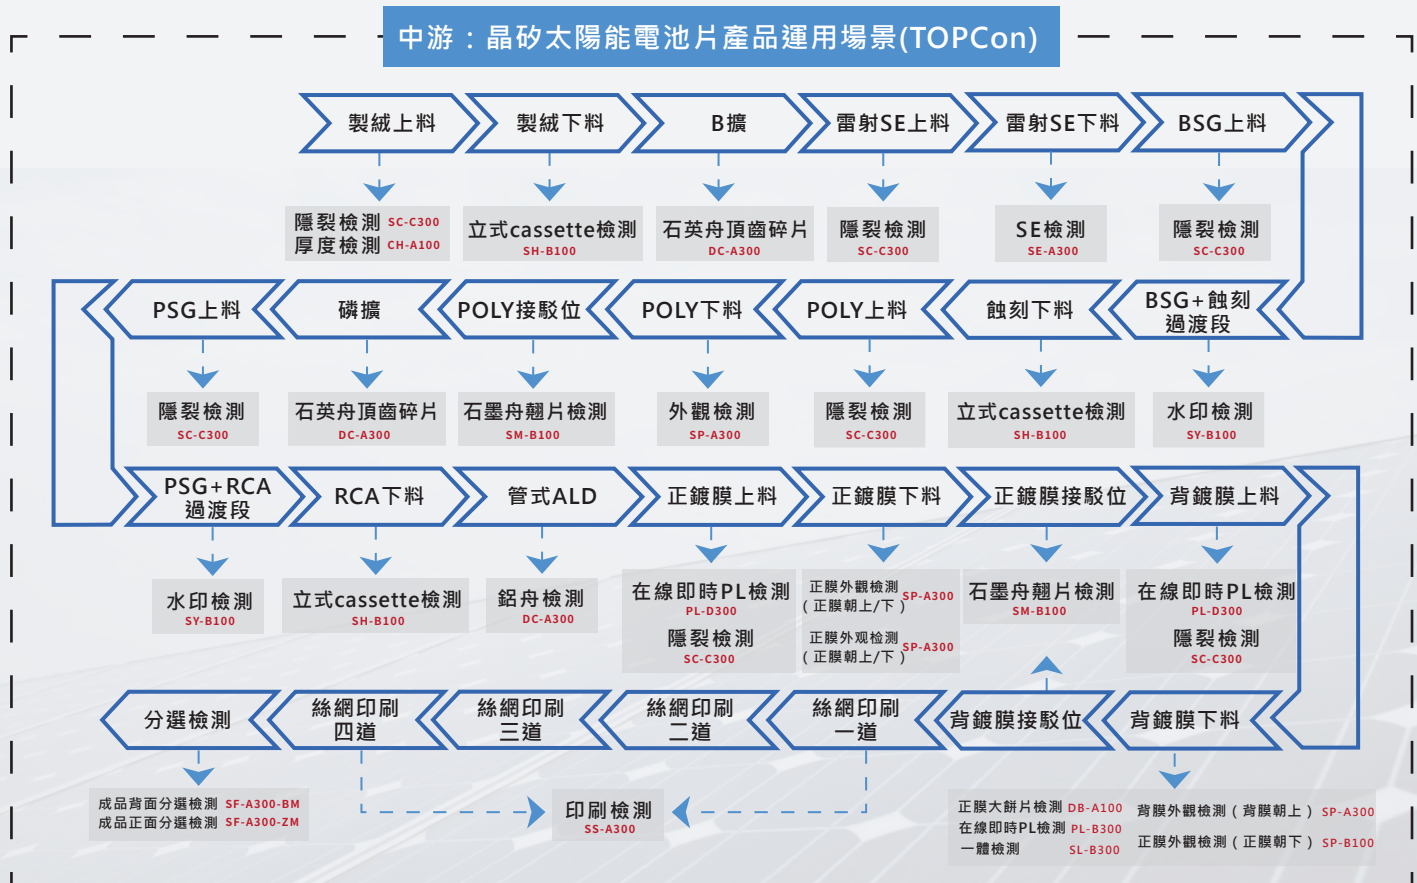 中游：晶矽太陽能電池片產品運用場景(TOPCon)
製絨上料
製絨下料
B擴
雷射SE上料
雷射SE下料
BSG上料
隱裂檢測 SC-C300
厚度檢測 CH-A100
立式cassette檢測
SH-B100
石英舟頂齒碎片
DC-A300
隱裂檢測
SC-C300
SE檢測
SE-A300
隱裂檢測
SC-C300
PSG上料
磷擴
POLY接駁位
POLY下料
POLY上料
蝕刻下料
BSG+蝕刻
過渡段
隱裂檢測
SC-C300
石英舟頂齒碎片
DC-A300
石墨舟翹片檢測
SM-B100
外觀檢測
SP-A300
隱裂檢測
SC-C300
立式cassette檢測
SH-B100
水印檢測
SY-B100
PSG+RCA
過渡段
RCA下料
管式ALD
正鍍膜上料
正鍍膜下料
正鍍膜接駁位
背鍍膜上料
水印檢測
SY-B100
立式cassette檢測
SH-B100
鋁舟檢測
DC-A300
在線即時PL檢測
PL-D300
隱裂檢測
SC-C300
正膜外觀檢測
(正膜朝上/下) SP-A300
正膜外观检测
(正膜朝上/下) SP-A300
石墨舟翹片檢測
SM-B100
在線即時PL檢測
PL-D300
隱裂檢測
SC-C300
分選檢測
絲網印刷
四道
絲網印刷
三道
絲網印刷
二道
絲網印刷
一道
背鍍膜接駁位
背鍍膜下料
成品背面分選檢測 SF-A300-BM
成品正面分選檢測 SF-A300-ZM
印刷檢測
SS-A300
正膜大餅片檢測 DB-A100
在線即時PL檢測 PL-B300
一體檢測 SL-B300
背膜外觀檢測(背膜朝上) SP-A300
正膜外觀檢測(正膜朝下) SP-B100